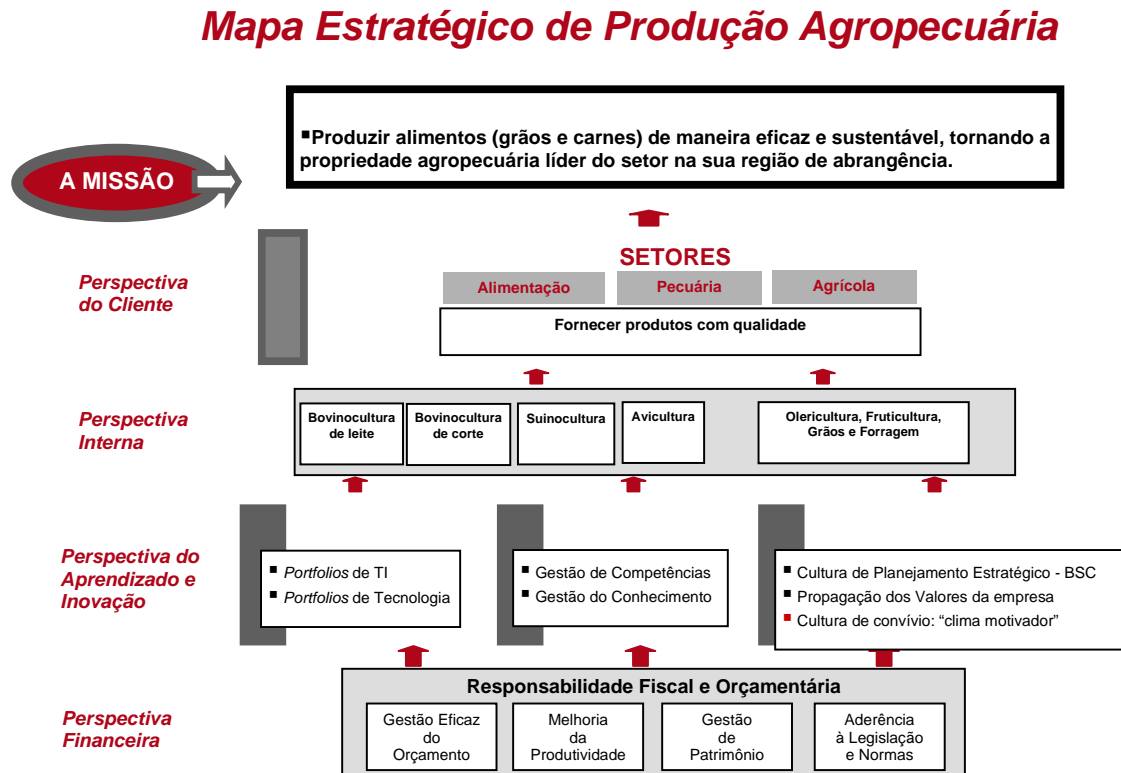 Mapa Estratégico de Produção Agropecuária
▪Produzir alimentos (grãos e carnes) de maneira eficaz e sustentável, tornando a
propriedade agropecuária líder do setor na sua região de abrangência.
A MISSÃO
SETORES
Perspectiva
do Cliente
Alimentação
Pecuária
Agrícola
Fornecer produtos com qualidade
Perspectiva
Interna
Bovinocultura
de leite
Bovinocultura
de corte
Suinocultura
Avicultura
Olericultura, Fruticultura,
Grãos e Forragem
Perspectiva do
Aprendizado e
Inovação
▪ Portfolios de TI
▪ Portfolios de Tecnologia
▪ Gestão de Competências
▪ Gestão do Conhecimento
▪ Cultura de Planejamento Estratégico - BSC
▪ Propagação dos Valores da empresa
▪ Cultura de convívio: “clima motivador”
Perspectiva
Financeira
Responsabilidade Fiscal e Orçamentária
Gestão Eficaz
do
Orçamento
Melhoria
da
Produtividade
Gestão
de
Patrimônio
Aderência
à Legislação
e Normas